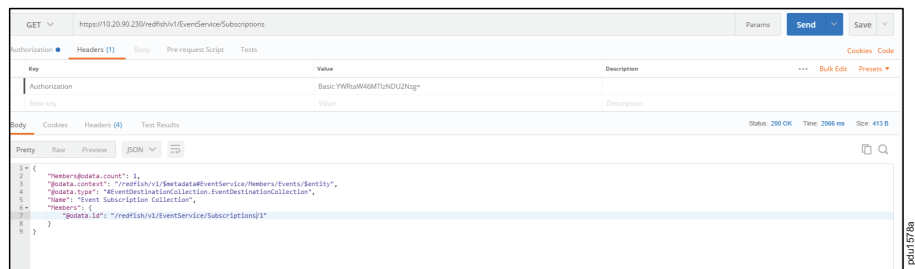 GET https://10.20.90.230/redfish/v1/EventService/Subscriptions Params Send Save
Authorization Headers (1) Body Pre-request Script Tests Cookies Code
Key Value Description ••• Bulk Edit Presets
Authorization Basic YWRtaW46MTIzNDU2Nzg=
New key Value Description
Body Cookies Headers (4) Test Results Status: 200 OK Time: 2066 ms Size: 413 B
Pretty Raw Preview JSON
1 {
2 "Members@odata.count": 1,
3 "@odata.context": "/redfish/v1/$metadata#EventService/Members/Events/$entity",
4 "@odata.type": "#EventDestinationCollection.EventDestinationCollection",
5 "Name": "Event Subscription Collection",
6 "Members": {
7 "@odata.id": "/redfish/v1/EventService/Subscriptions/1"
8 }
9 }
pdu1578a